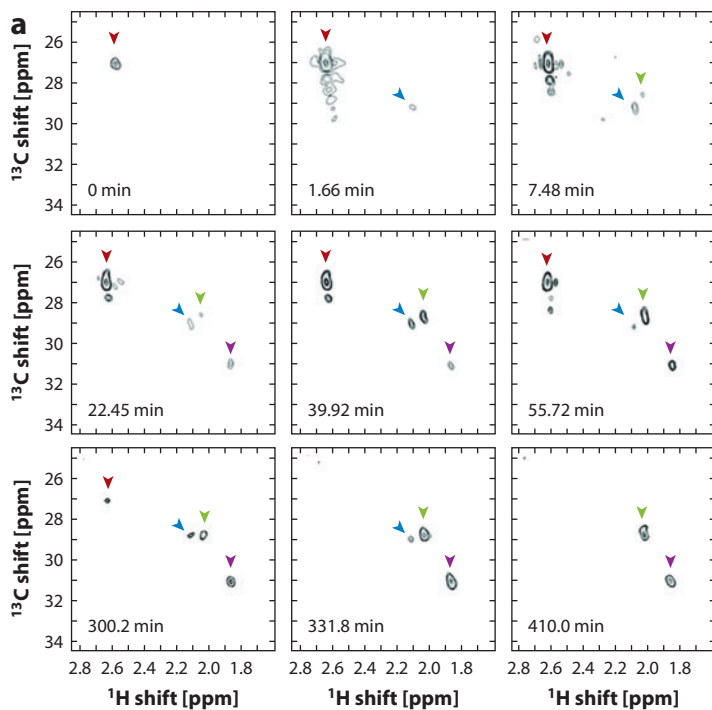 a
26
28
30
32
34
¹³C shift [ppm]
0 min
1.66 min
7.48 min
26
28
30
32
34
¹³C shift [ppm]
22.45 min
39.92 min
55.72 min
26
28
30
32
34
¹³C shift [ppm]
300.2 min
331.8 min
410.0 min
2.8 2.6 2.4 2.2 2.0 1.8
2.8 2.6 2.4 2.2 2.0 1.8
2.8 2.6 2.4 2.2 2.0 1.8
¹H shift [ppm]
¹H shift [ppm]
¹H shift [ppm]